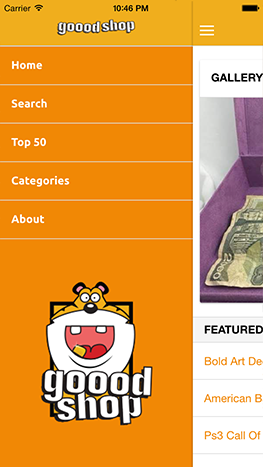 Carrier 10:46 PM
goood shop
Home
Search
Top 50
Categories
About
goood
shop
GALLERY
FEATURED
Bold Art De
American B
Ps3 Call Of